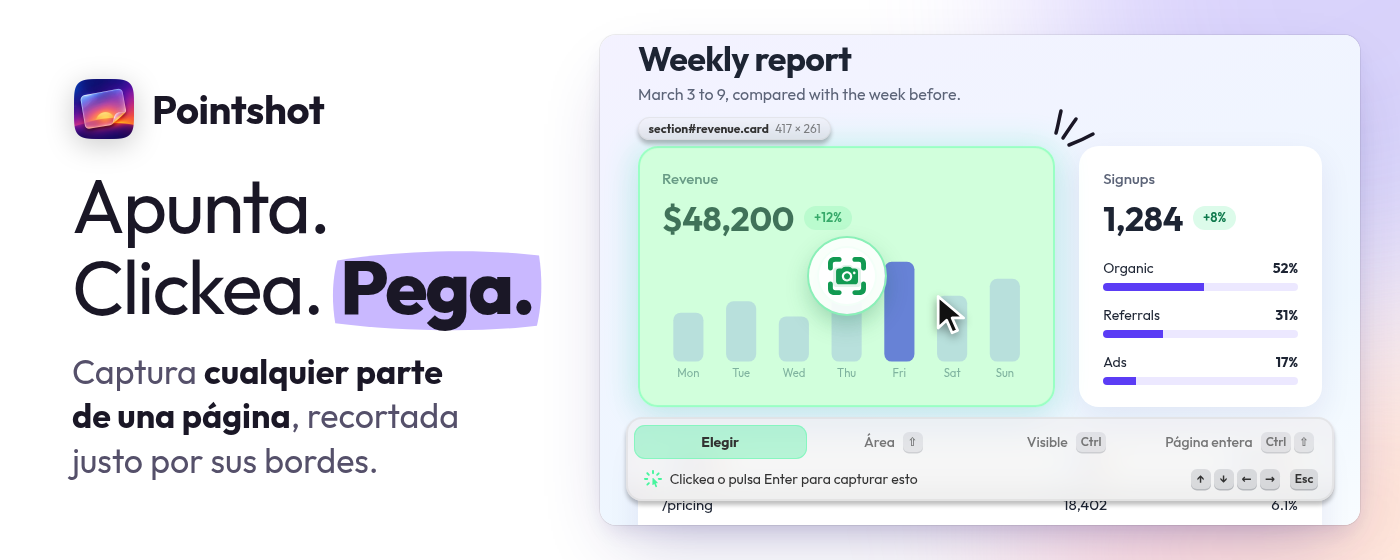 Pointshot
Apunta.
Clickea. Pega.
Captura cualquier parte
de una página, recortada
justo por sus bordes.
Weekly report
March 3 to 9, compared with the week before.
section#revenue.card 417 × 261
Revenue
$48,200 +12%
Mon Tue Wed Thu Fri Sat Sun
Signups
1,284 +8%
Organic 52%
Referrals 31%
Ads 17%
Elegir Área ⇧ Visible Ctrl Página entera Ctrl ⇧
Clickea o pulsa Enter para capturar esto ↑ ↓ ← → Esc
/pricing 18,402 6.1%